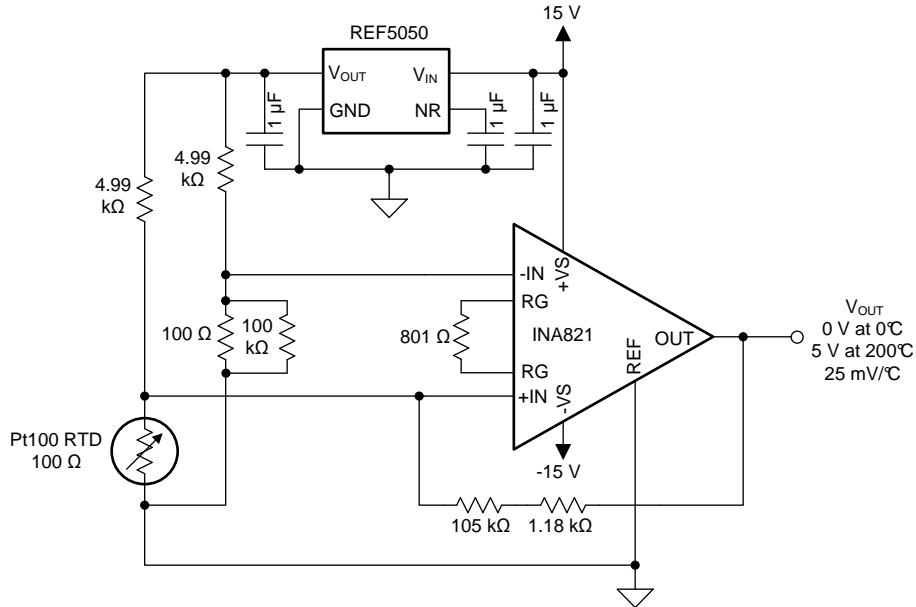 15 V
REF5050
VOUT
VIN
GND
NR
1 µF
1 µF
1 µF
4.99
kΩ
4.99
kΩ
-IN
+VS
RG
100 Ω
100
kΩ
801 Ω
INA821
OUT
REF
RG
+IN
-VS
-15 V
VOUT
0 V at 0°C
5 V at 200°C
25 mV/°C
Pt100 RTD
100 Ω
105 kΩ
1.18 kΩ